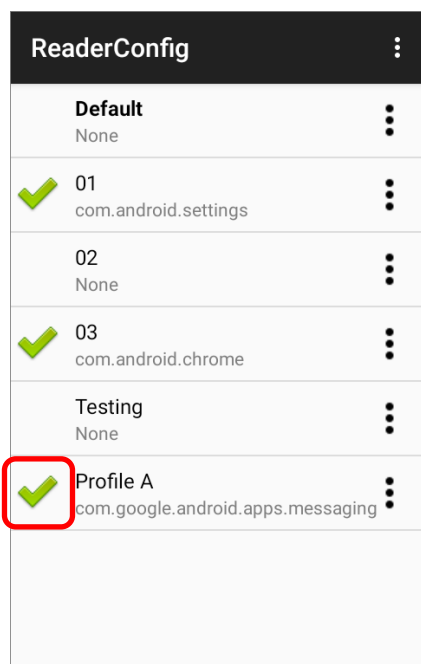 ReaderConfig
Default
None
01
com.android.settings
02
None
03
com.android.chrome
Testing
None
Profile A
com.google.android.apps.messaging